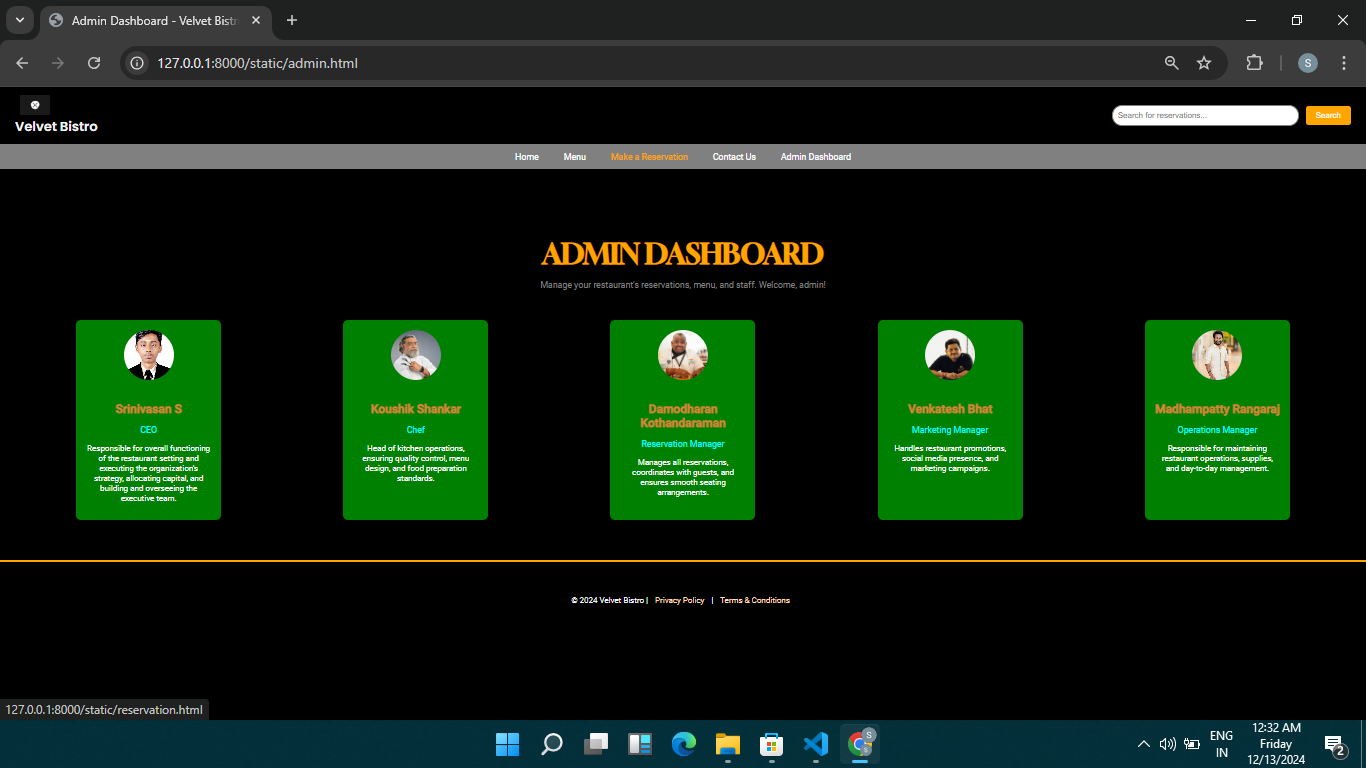 Admin Dashboard - Velvet Bistr
127.0.0.1:8000/static/admin.html
S
Velvet Bistro
Search for reservations...
Search
Home
Menu
Make a Reservation
Contact Us
Admin Dashboard
ADMIN DASHBOARD
Manage your restaurant's reservations, menu, and staff. Welcome, admin!
Srinivasan S
CEO
Responsible for overall functioning
of the restaurant setting and
executing the organization's
strategy, allocating capital, and
building and overseeing the
executive team.
Koushik Shankar
Chef
Head of kitchen operations,
ensuring quality control, menu
design, and food preparation
standards.
Damodharan
Kothandaraman
Reservation Manager
Manages all reservations,
coordinates with guests, and
ensures smooth seating
arrangements.
Venkatesh Bhat
Marketing Manager
Handles restaurant promotions,
social media presence, and
marketing campaigns.
Madhampatty Rangaraj
Operations Manager
Responsible for maintaining
restaurant operations, supplies,
and day-to-day management.
© 2024 Velvet Bistro | Privacy Policy | Terms & Conditions
127.0.0.1:8000/static/reservation.html
S
S
ENG
IN
12:32 AM
Friday
12/13/2024
2